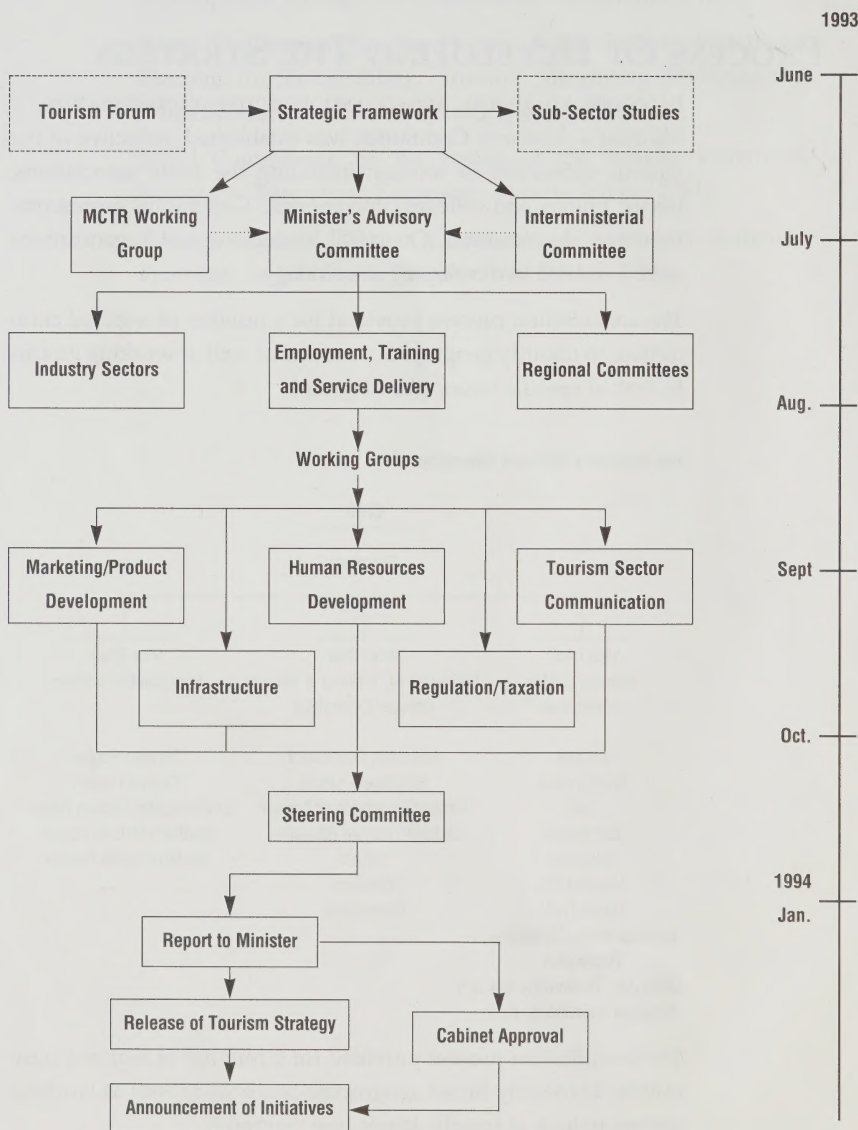 1993
June
Tourism Forum
Strategic Framework
Sub-Sector Studies
MCTR Working
Group
Minister's Advisory
Committee
Interministerial
Committee
July
Industry Sectors
Employment, Training
and Service Delivery
Regional Committees
Aug.
Working Groups
Marketing/Product
Development
Human Resources
Development
Tourism Sector
Communication
Sept
Infrastructure
Regulation/Taxation
Oct.
Steering Committee
1994
Jan.
Report to Minister
Release of Tourism Strategy
Cabinet Approval
Announcement of Initiatives